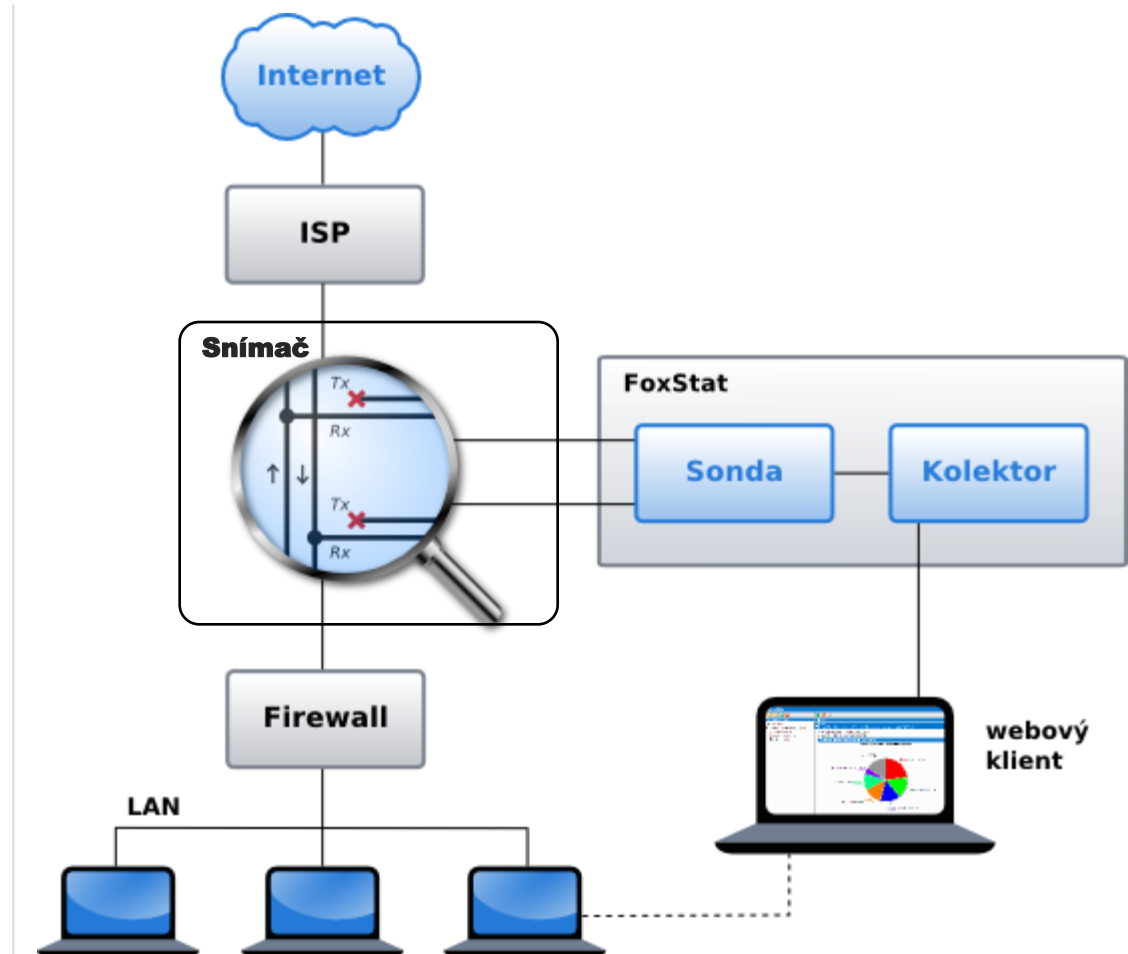 Internet
ISP
Snímač
Tx
Rx
↑ ↓
Tx
Rx
FoxStat
Sonda
Kolektor
Firewall
webový
klient
LAN